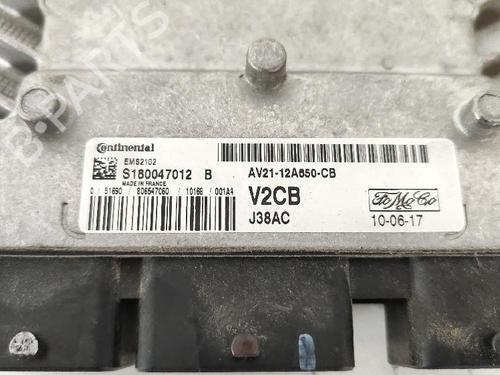 B-PARTS
Continental
EMS2102
S180047012 B
MADE IN FRANCE
0 / 51690 / 806547060 / 10166 / 001A4
AV21-12A650-CB
V2CB
J38AC
FoMoCo
10-06-17